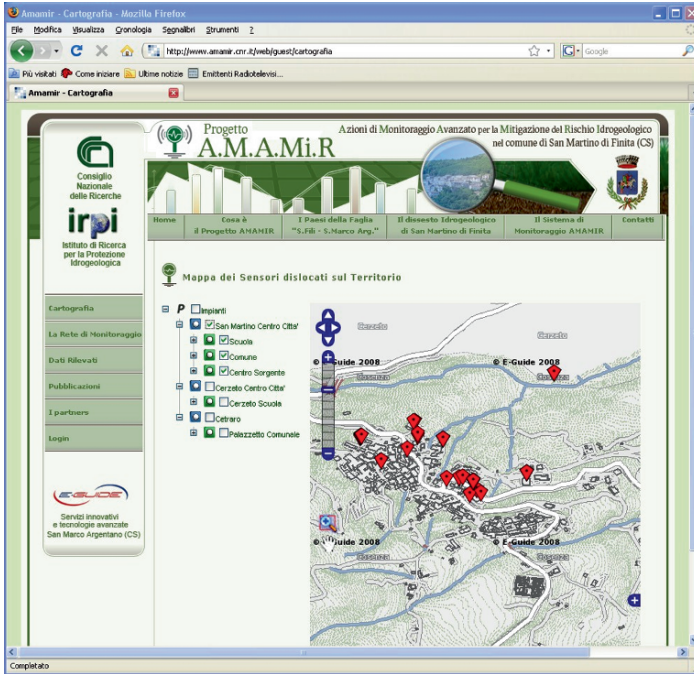 Amamir - Cartografia - Mozilla Firefox
File Modifica Visualizza Cronologia Segnalibri Strumenti ?
http://www.amamir.cnr.it/web/guest/cartografia
Google
Più visitati Come iniziare Ultime notizie Emittenti Radiotelevisi...
Amamir - Cartografia
Consiglio
Nazionale
delle Ricerche
irpi
Istituto di Ricerca
per la Protezione
Idrogeologica
Progetto
A.M.A.Mi.R
Azioni di Monitoraggio Avanzato per la Mitigazione del Rischio Idrogeologico
nel comune di San Martino di Finita (CS)
Home
Cosa è
il Progetto AMAMIR
I Paesi della Faglia
"S.Fili - S.Marco Arg."
Il dissesto Idrogeologico
di San Martino di Finita
Il Sistema di
Monitoraggio AMAMIR
Contatti
Cartografia
La Rete di Monitoraggio
Dati Rilevati
Pubblicazioni
I partners
Login
E-GUIDE
Servizi innovativi
e tecnologie avanzate
San Marco Argentano (CS)
Mappa dei Sensori dislocati sul Territorio
P Impianti
San Martino Centro Citta'
Scuola
Comune
Centro Sorgente
Cerzeto Centro Citta'
Cerzeto Scuola
Cetraro
Palazzetto Comunale
Cerzeto
Cerzeto
© E-Guide 2008
© E-Guide 2008
Cosenza
Cosenza
© E-Guide 2008
© E-Guide 2008
Cosenza
Cosenza
Completato